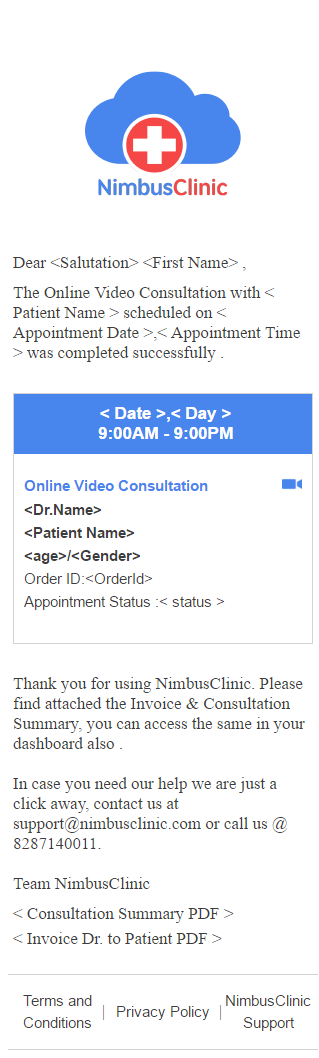 NimbusClinic
Dear <Salutation> <First Name> ,
The Online Video Consultation with <
Patient Name > scheduled on <
Appointment Date >,< Appointment Time
> was completed successfully .
< Date >,< Day >
9:00AM - 9:00PM
Online Video Consultation
<Dr.Name>
<Patient Name>
<age>/<Gender>
Order ID:<OrderId>
Appointment Status :< status >
Thank you for using NimbusClinic. Please
find attached the Invoice & Consultation
Summary, you can access the same in your
dashboard also .
In case you need our help we are just a
click away, contact us at
support@nimbusclinic.com or call us @
8287140011.
Team NimbusClinic
< Consultation Summary PDF >
< Invoice Dr. to Patient PDF >
Terms and
Conditions
| Privacy Policy |
NimbusClinic
Support